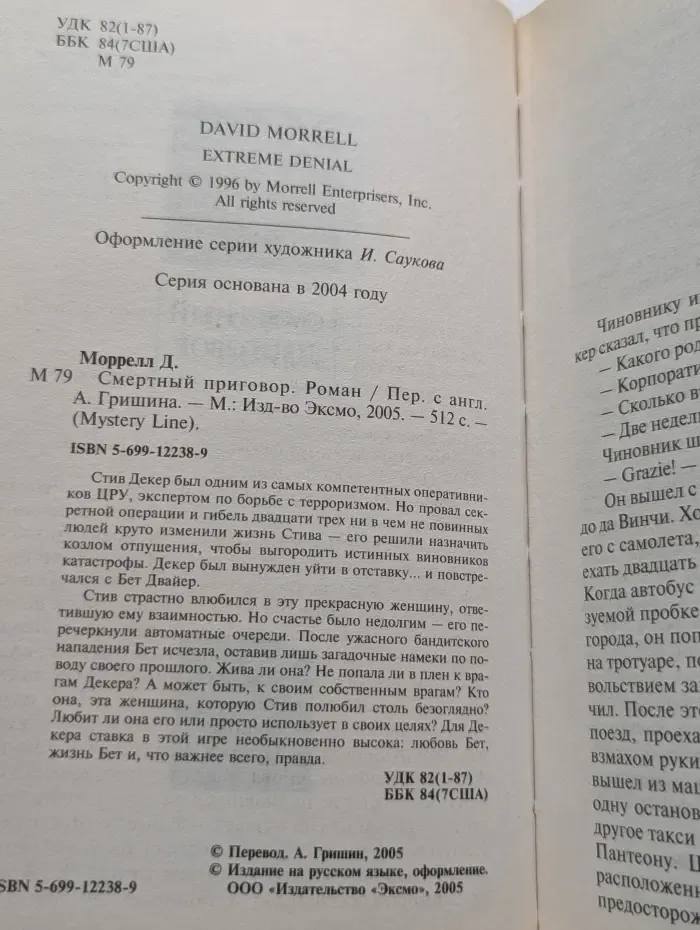 УДК 82(1-87)
ББК 84(7США)
М 79
DAVID MORRELL
EXTREME DENIAL
Copyright © 1996 by Morrell Enterprisers, Inc.
All rights reserved
Оформление серии художника И. Саукова
Серия основана в 2004 году
Моррелл Д.
М 79 Смертный приговор. Роман / Пер. с англ.
А. Гришина. — М.: Изд-во Эксмо, 2005. — 512 с. —
(Mystery Line).
ISBN 5-699-12238-9
Стив Декер был одним из самых компетентных оперативни-
ков ЦРУ, экспертом по борьбе с терроризмом. Но провал сек-
ретной операции и гибель двадцати трех ни в чем не повинных
людей круто изменили жизнь Стива — его решили назначить
козлом отпущения, чтобы выгородить истинных виновников
катастрофы. Декер был вынужден уйти в отставку... и повстре-
чался с Бет Двайер.
Стив страстно влюбился в эту прекрасную женщину, отве-
тившую ему взаимностью. Но счастье было недолгим — его пе-
речеркнули автоматные очереди. После ужасного бандитского
нападения Бет исчезла, оставив лишь загадочные намеки по по-
воду своего прошлого. Жива ли она? Не попала ли в плен к вра-
гам Декера? А может быть, к своим собственным врагам? Кто
она, эта женщина, которую Стив полюбил столь безоглядно?
Любит ли она его или просто использует в своих целях? Для Де-
кера ставка в этой игре необыкновенно высока: любовь Бет,
жизнь Бет и, что важнее всего, правда.
УДК 82(1-87)
ББК 84(7США)
© Перевод. А. Гришин, 2005
© Издание на русском языке, оформление.
ISBN 5-699-12238-9 ООО «Издательство «Эксмо», 2005
Чиновнику и
кер сказал, что пр
— Какого род
— Корпорати
— Сколько в
— Две недел
Чиновник ш
— Grazie! —
Он вышел с
до да Винчи. Хо
его с самолета,
ехать двадцать
Когда автобус
зуемой пробке
города, он поп
на тротуаре, по
вольствием за
чил. После эт
поезд, проеха
взмахом руки
вышел из маш
одну останов
другое такси
Пантеону. Ц
расположенн
предосторож